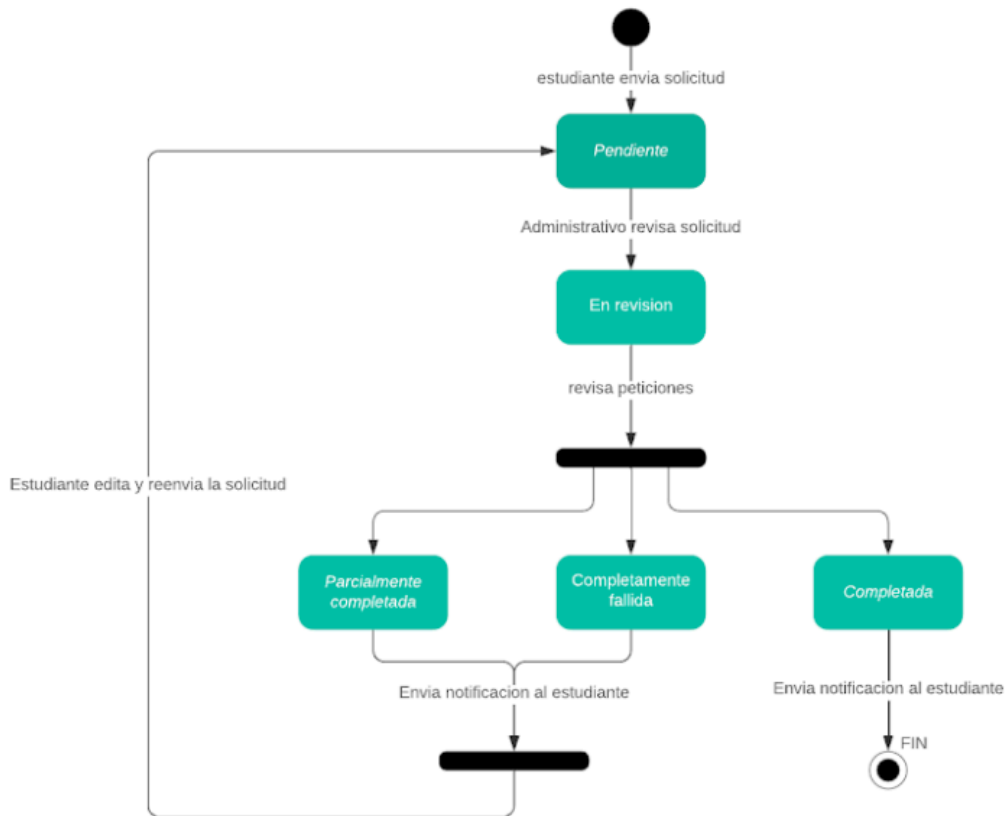 estudiante envia solicitud
Pendiente
Administrativo revisa solicitud
En revision
revisa peticiones
Estudiante edita y reenvia la solicitud
Parcialmente
completada
Completamente
fallida
Completada
Envia notificacion al estudiante
Envia notificacion al estudiante
FIN